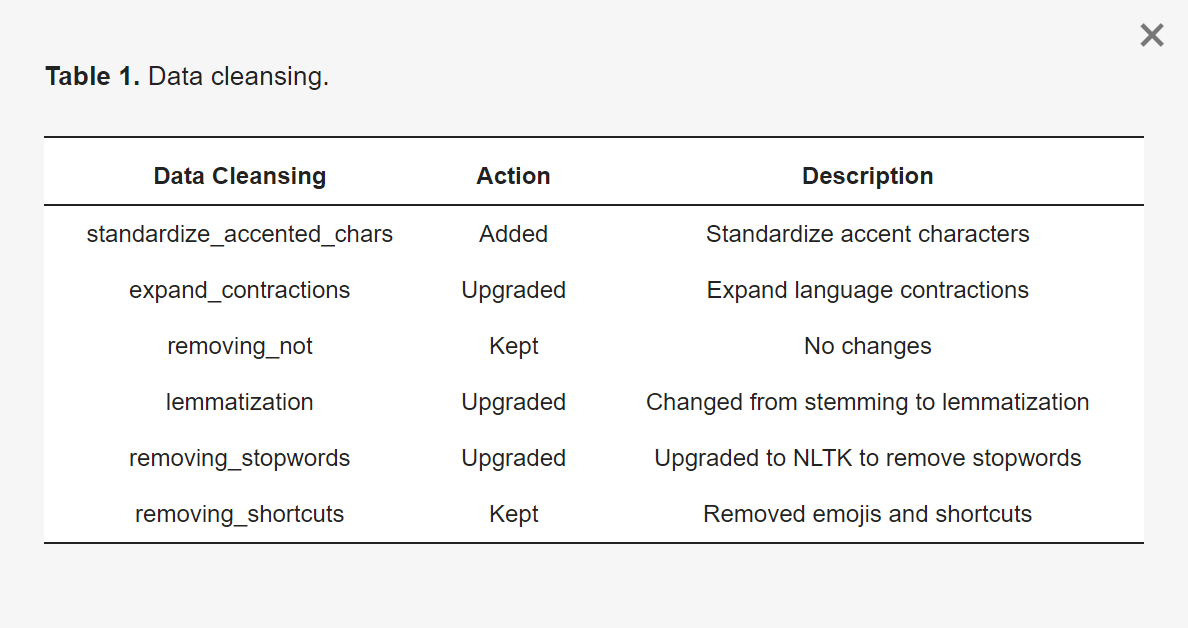 Table 1. Data cleansing.
Data Cleansing Action Description
standardize_accented_chars Added Standardize accent characters
expand_contractions Upgraded Expand language contractions
removing_not Kept No changes
lemmatization Upgraded Changed from stemming to lemmatization
removing_stopwords Upgraded Upgraded to NLTK to remove stopwords
removing_shortcuts Kept Removed emojis and shortcuts